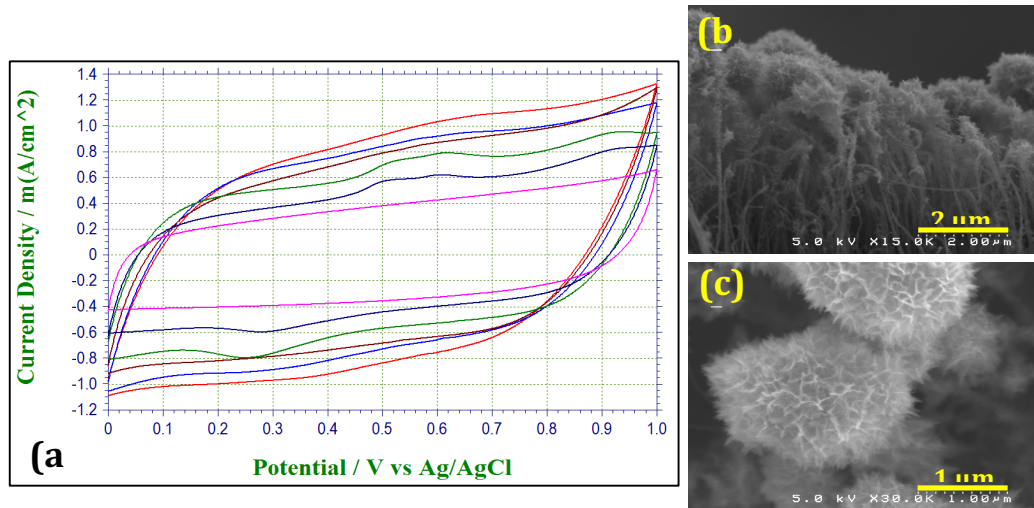 1.4
1.2
1.0
0.8
0.6
0.4
0.2
0
-0.2
-0.4
-0.6
-0.8
-1.0
-1.2
Current Density / m(A/cm^2)
0 0.1 0.2 0.3 0.4 0.5 0.6 0.7 0.8 0.9 1.0
Potential / V vs Ag/AgCl
(a
(b)
2 µm
5.0 kV X15.0K 2.00µm
(c)
1 µm
5.0 kV X30.0K 1.00µm